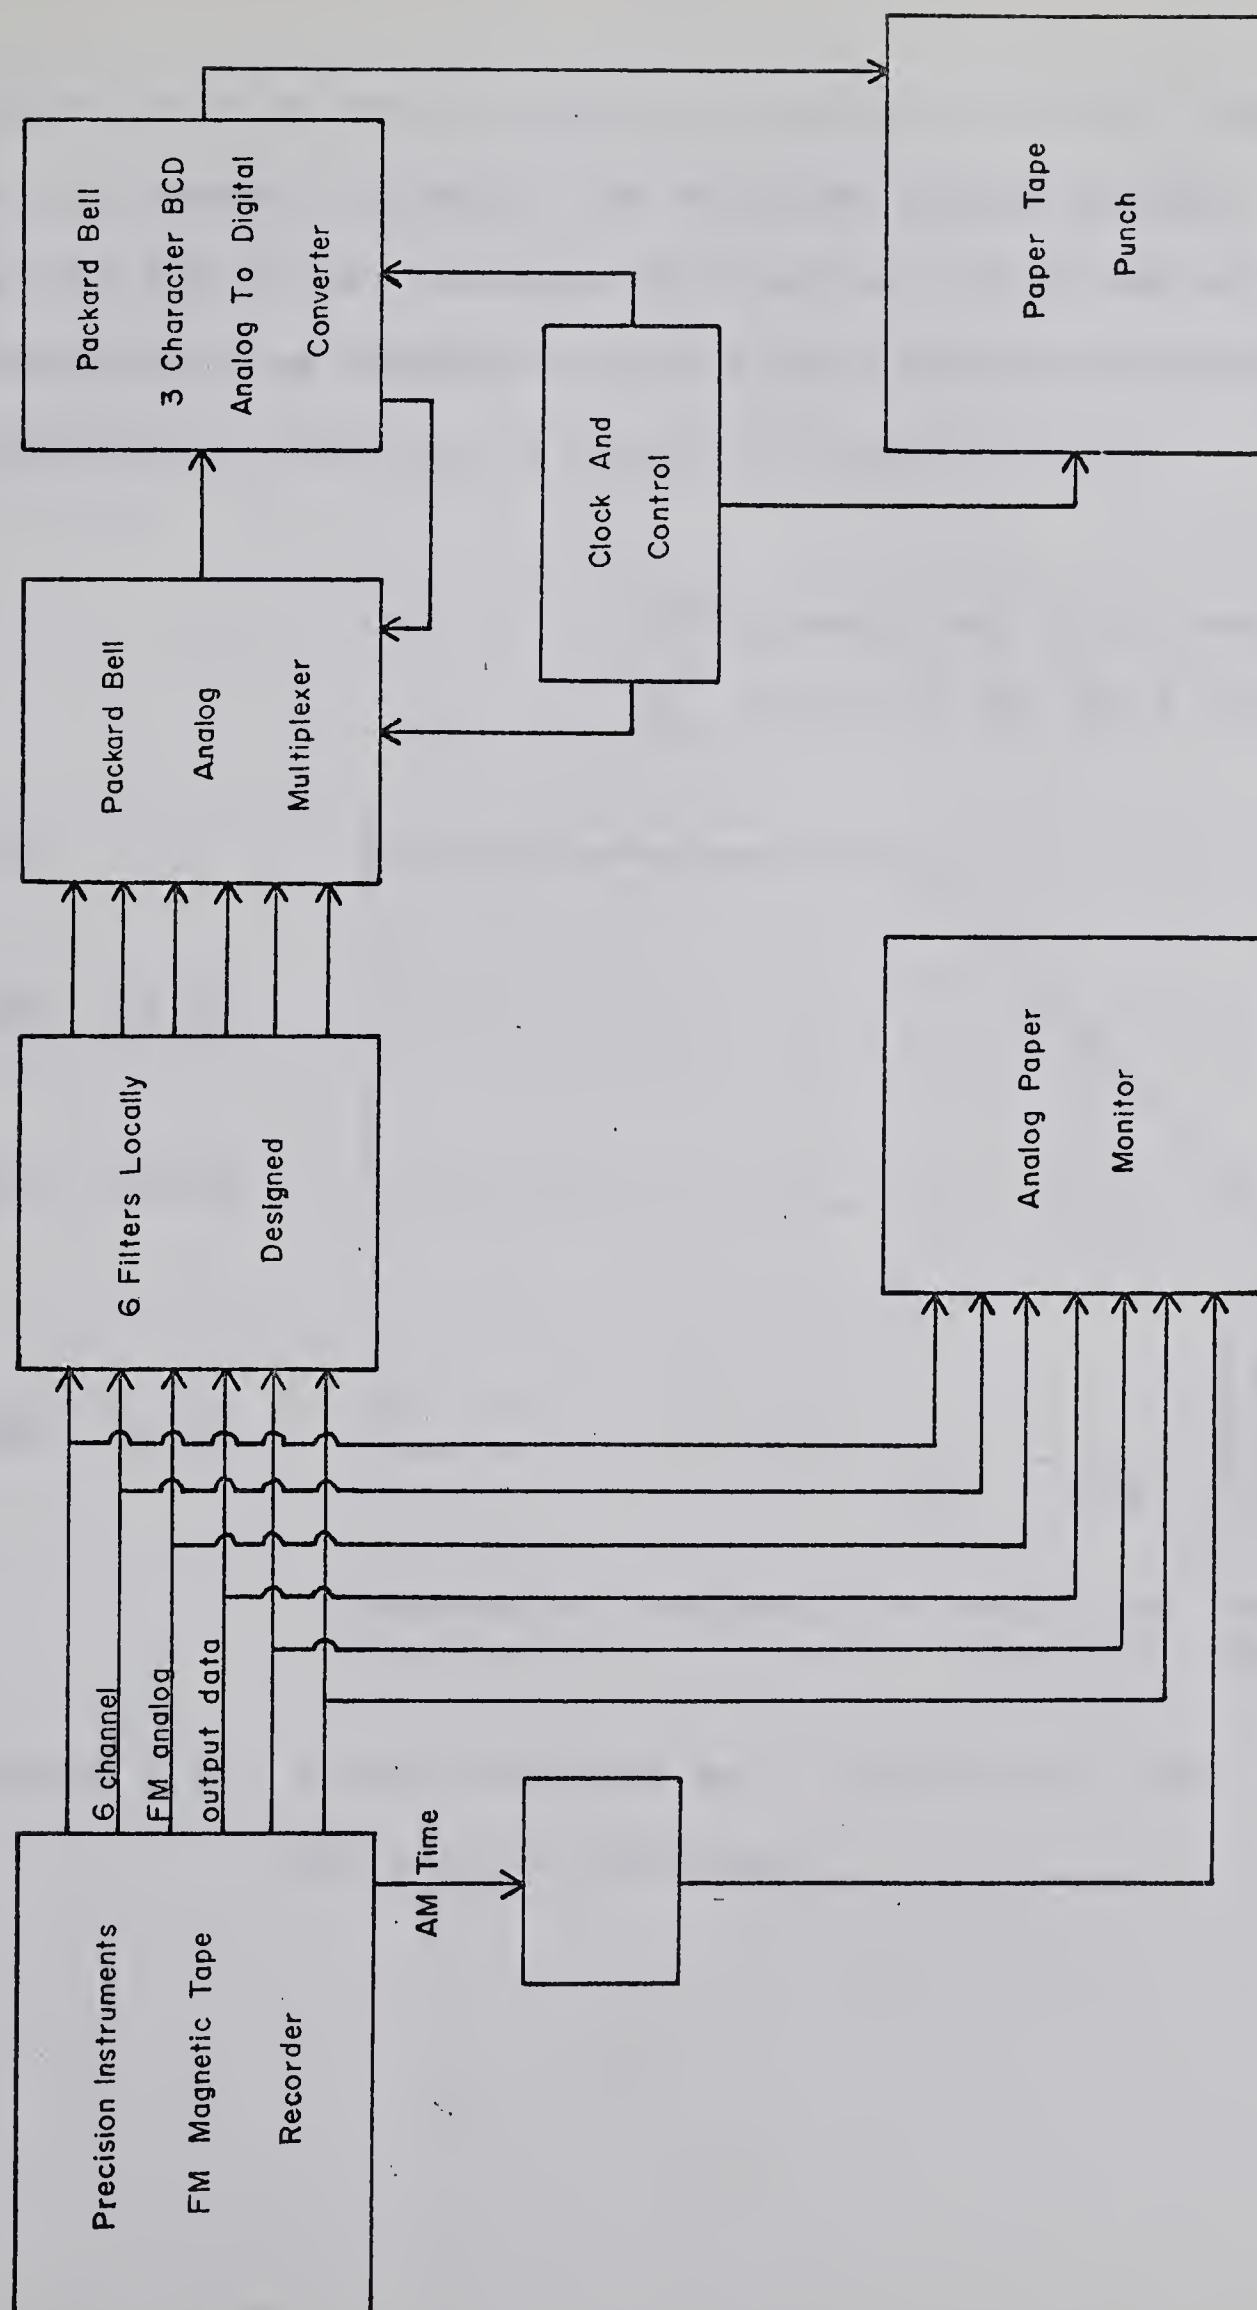 Precision Instruments
FM Magnetic Tape
Recorder
6 channel
FM analog
output data
AM Time
6 Filters Locally
Designed
Packard Bell
Analog
Multiplexer
Packard Bell
3 Character BCD
Analog To Digital
Converter
Clock And
Control
Analog Paper
Monitor
Paper Tape
Punch